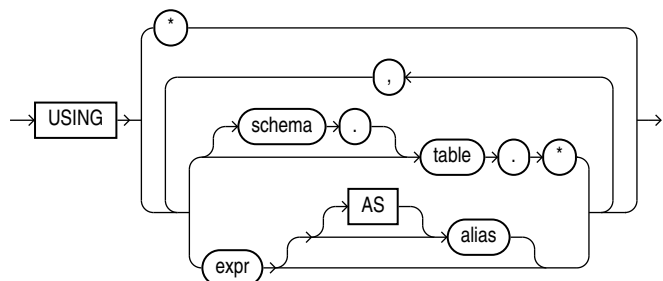 *
,
USING
schema .
table . *
AS
alias
expr